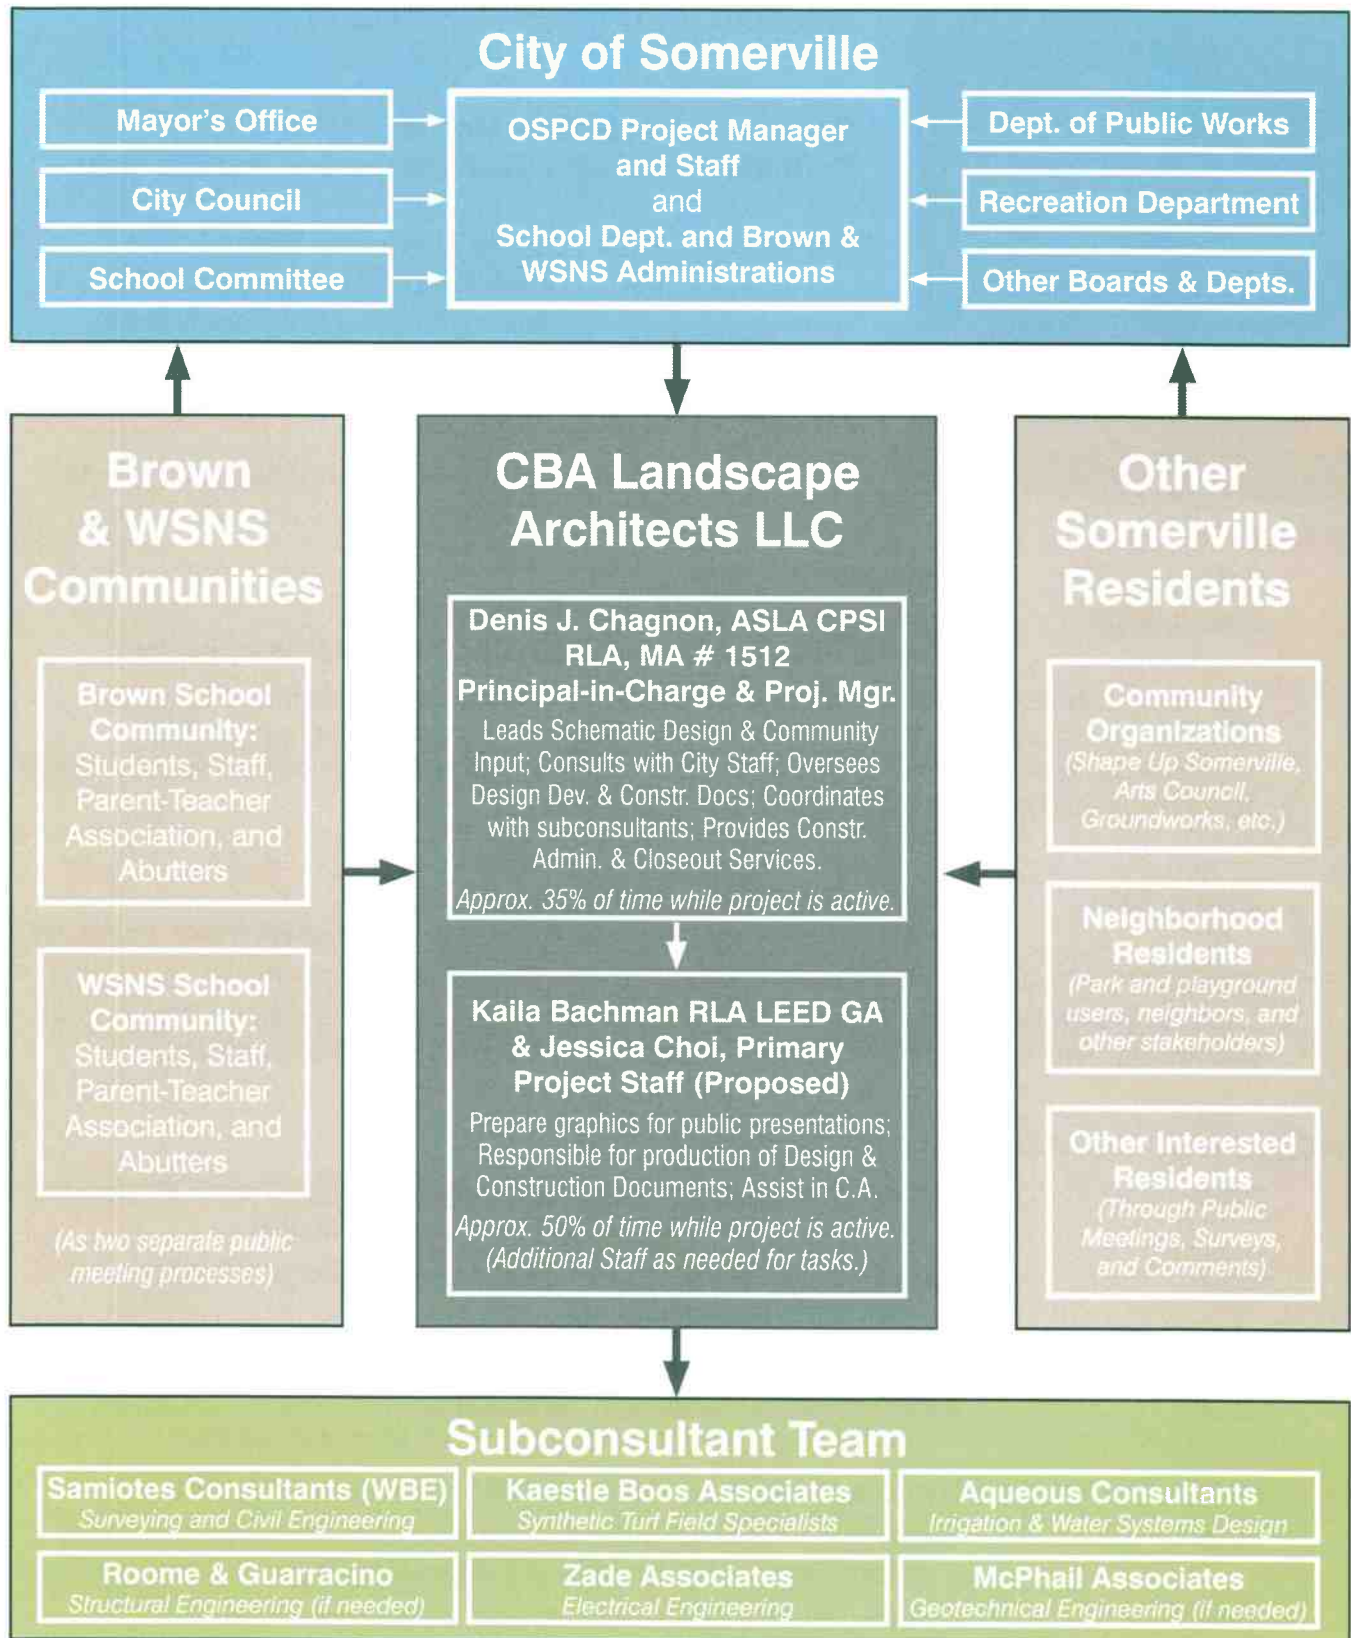 City of Somerville
Mayor's Office
City Council
School Committee
OSPCD Project Manager
and Staff
and
School Dept. and Brown &
WSNS Administrations
Dept. of Public Works
Recreation Department
Other Boards & Depts.
Brown
& WSNS
Communities
Brown School
Community:
Students, Staff,
Parent-Teacher
Association, and
Abutters
WSNS School
Community:
Students, Staff,
Parent-Teacher
Association, and
Abutters
(As two separate public
meeting processes)
CBA Landscape
Architects LLC
Denis J. Chagnon, ASLA CPSI
RLA, MA # 1512
Principal-in-Charge & Proj. Mgr.
Leads Schematic Design & Community
Input; Consults with City Staff; Oversees
Design Dev. & Constr. Docs; Coordinates
with subconsultants; Provides Constr.
Admin. & Closeout Services.
Approx. 35% of time while project is active.
Kaila Bachman RLA LEED GA
& Jessica Choi, Primary
Project Staff (Proposed)
Prepare graphics for public presentations;
Responsible for production of Design &
Construction Documents; Assist in C.A.
Approx. 50% of time while project is active.
(Additional Staff as needed for tasks.)
Other
Somerville
Residents
Community
Organizations
(Shape Up Somerville,
Arts Council,
Groundworks, etc.)
Neighborhood
Residents
(Park and playground
users, neighbors, and
other stakeholders)
Other Interested
Residents
(Through Public
Meetings, Surveys,
and Comments)
Subconsultant Team
Samiotes Consultants (WBE)
Surveying and Civil Engineering
Kaestle Boos Associates
Synthetic Turf Field Specialists
Aqueous Consultants
Irrigation & Water Systems Design
Roome & Guarracino
Structural Engineering (if needed)
Zade Associates
Electrical Engineering
McPhail Associates
Geotechnical Engineering (if needed)